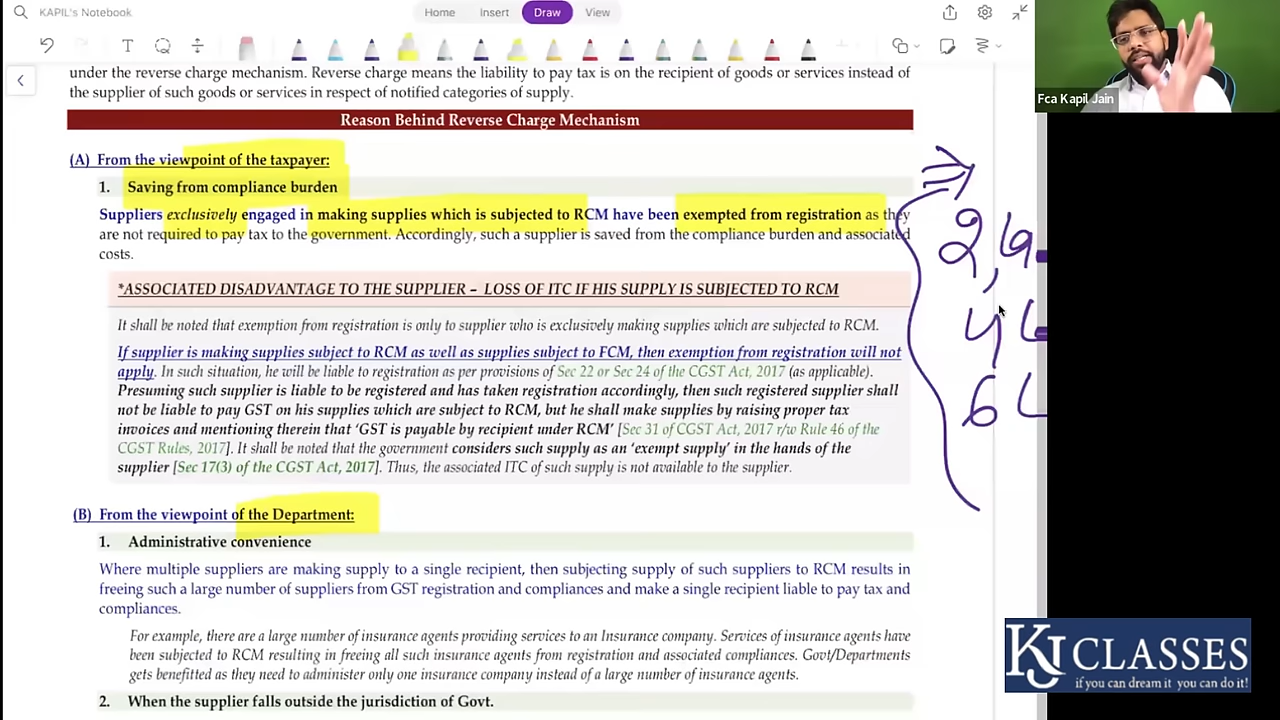 KAPIL's Notebook
Home Insert Draw View
T
Fca Kapil Jain
under the reverse charge mechanism. Reverse charge means the liability to pay tax is on the recipient of goods or services instead of
the supplier of such goods or services in respect of notified categories of supply.
Reason Behind Reverse Charge Mechanism
(A) From the viewpoint of the taxpayer:
1. Saving from compliance burden
Suppliers exclusively engaged in making supplies which is subjected to RCM have been exempted from registration as they
are not required to pay tax to the government. Accordingly, such a supplier is saved from the compliance burden and associated
costs.
*ASSOCIATED DISADVANTAGE TO THE SUPPLIER – LOSS OF ITC IF HIS SUPPLY IS SUBJECTED TO RCM
It shall be noted that exemption from registration is only to supplier who is exclusively making supplies which are subjected to RCM.
If supplier is making supplies subject to RCM as well as supplies subject to FCM, then exemption from registration will not
apply. In such situation, he will be liable to registration as per provisions of Sec 22 or Sec 24 of the CGST Act, 2017 (as applicable).
Presuming such supplier is liable to be registered and has taken registration accordingly, then such registered supplier shall
not be liable to pay GST on his supplies which are subject to RCM, but he shall make supplies by raising proper tax
invoices and mentioning therein that ‘GST is payable by recipient under RCM’ [Sec 31 of CGST Act, 2017 r/w Rule 46 of the
CGST Rules, 2017]. It shall be noted that the government considers such supply as an ‘exempt supply’ in the hands of the
supplier [Sec 17(3) of the CGST Act, 2017]. Thus, the associated ITC of such supply is not available to the supplier.
(B) From the viewpoint of the Department:
1. Administrative convenience
Where multiple suppliers are making supply to a single recipient, then subjecting supply of such suppliers to RCM results in
freeing such a large number of suppliers from GST registration and compliances and make a single recipient liable to pay tax and
compliances.
For example, there are a large number of insurance agents providing services to an Insurance company. Services of insurance agents have
been subjected to RCM resulting in freeing all such insurance agents from registration and associated compliances. Govt/Departments
gets benefitted as they need to administer only one insurance company instead of a large number of insurance agents.
2. When the supplier falls outside the jurisdiction of Govt.
KJ CLASSES
if you can dream it you can do it!